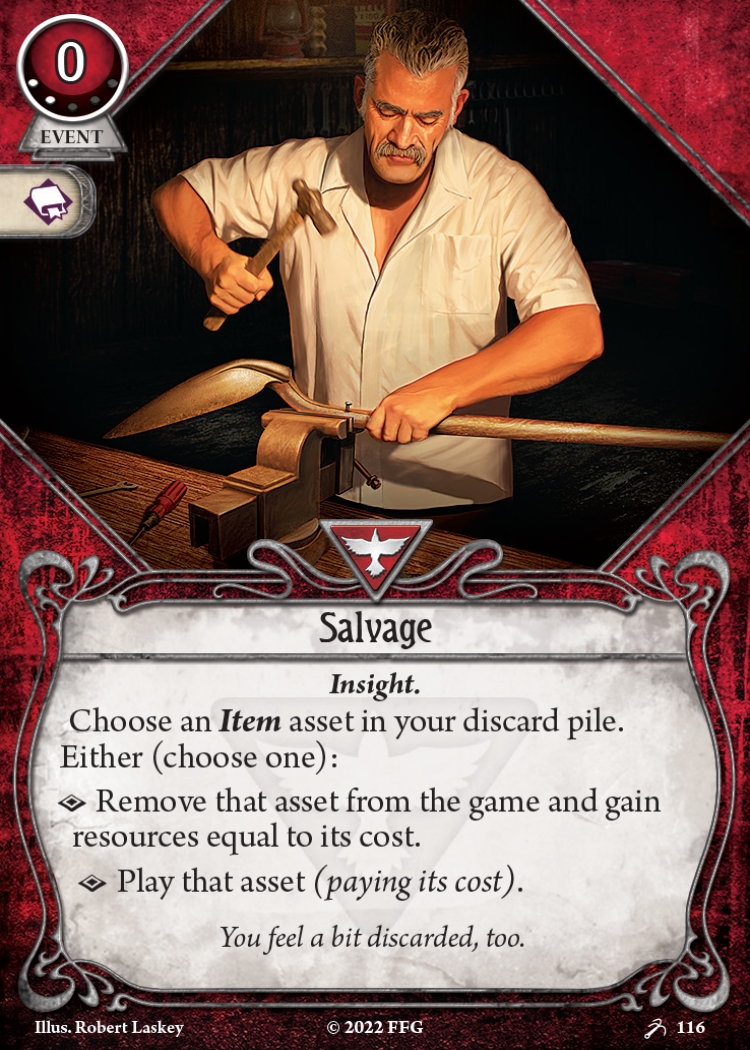 0
EVENT
Salvage
Insight.
Choose an Item asset in your discard pile.
Either (choose one):
Remove that asset from the game and gain
resources equal to its cost.
Play that asset (paying its cost).
You feel a bit discarded, too.
Illus. Robert Laskey
© 2022 FFG
116